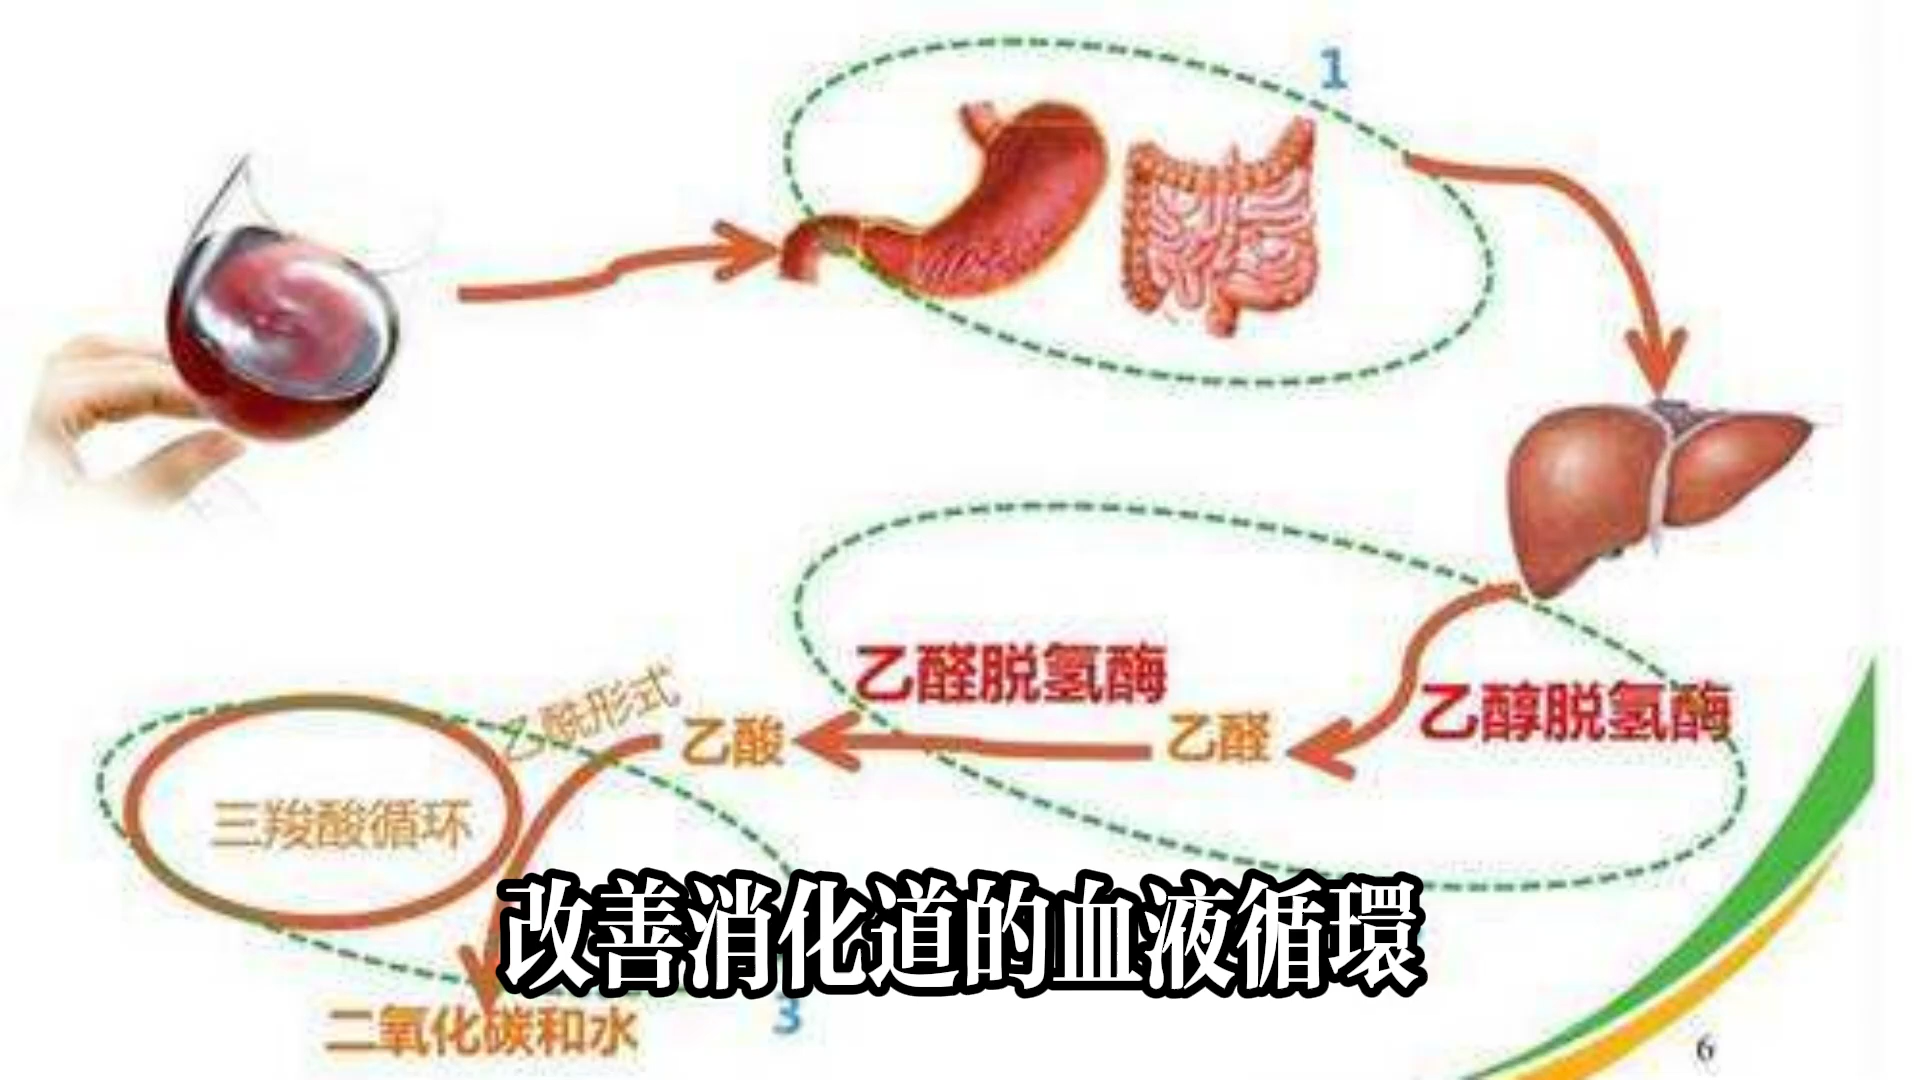 1
乙醛脱氢酶
乙醇脱氢酶
乙酰形式
乙酸
乙醛
三羧酸循环
改善消化道的血液循環
二氧化碳和水
3
6